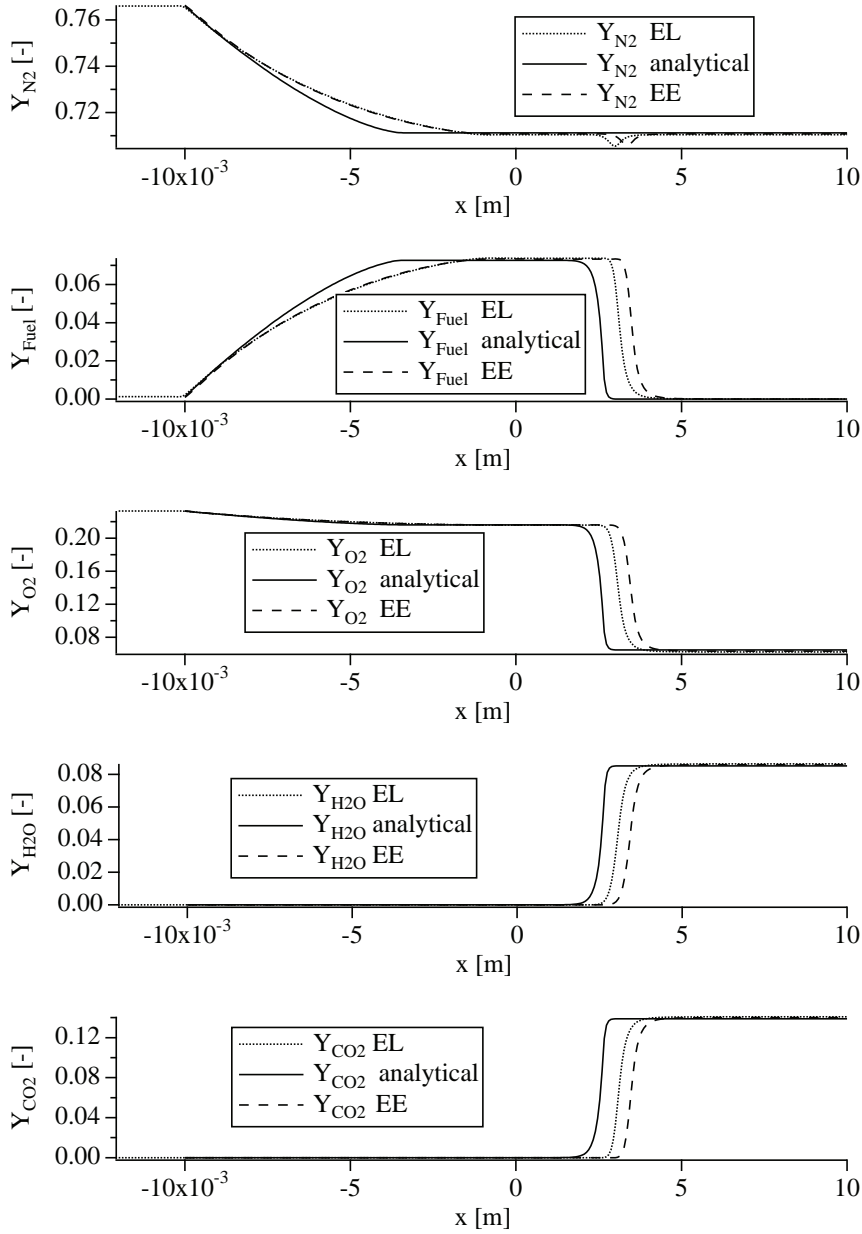 Y_N2 [-]
0.76
0.74
0.72
Y_N2 EL
Y_N2 analytical
Y_N2 EE
-10x10^-3
-5
0
5
10
x [m]
Y_Fuel [-]
0.06
0.04
0.02
0.00
Y_Fuel EL
Y_Fuel analytical
Y_Fuel EE
-10x10^-3
-5
0
5
10
x [m]
Y_O2 [-]
0.20
0.16
0.12
0.08
Y_O2 EL
Y_O2 analytical
Y_O2 EE
-10x10^-3
-5
0
5
10
x [m]
Y_H2O [-]
0.08
0.06
0.04
0.02
0.00
Y_H2O EL
Y_H2O analytical
Y_H2O EE
-10x10^-3
-5
0
5
10
x [m]
Y_CO2 [-]
0.12
0.08
0.04
0.00
Y_CO2 EL
Y_CO2 analytical
Y_CO2 EE
-10x10^-3
-5
0
5
10
x [m]